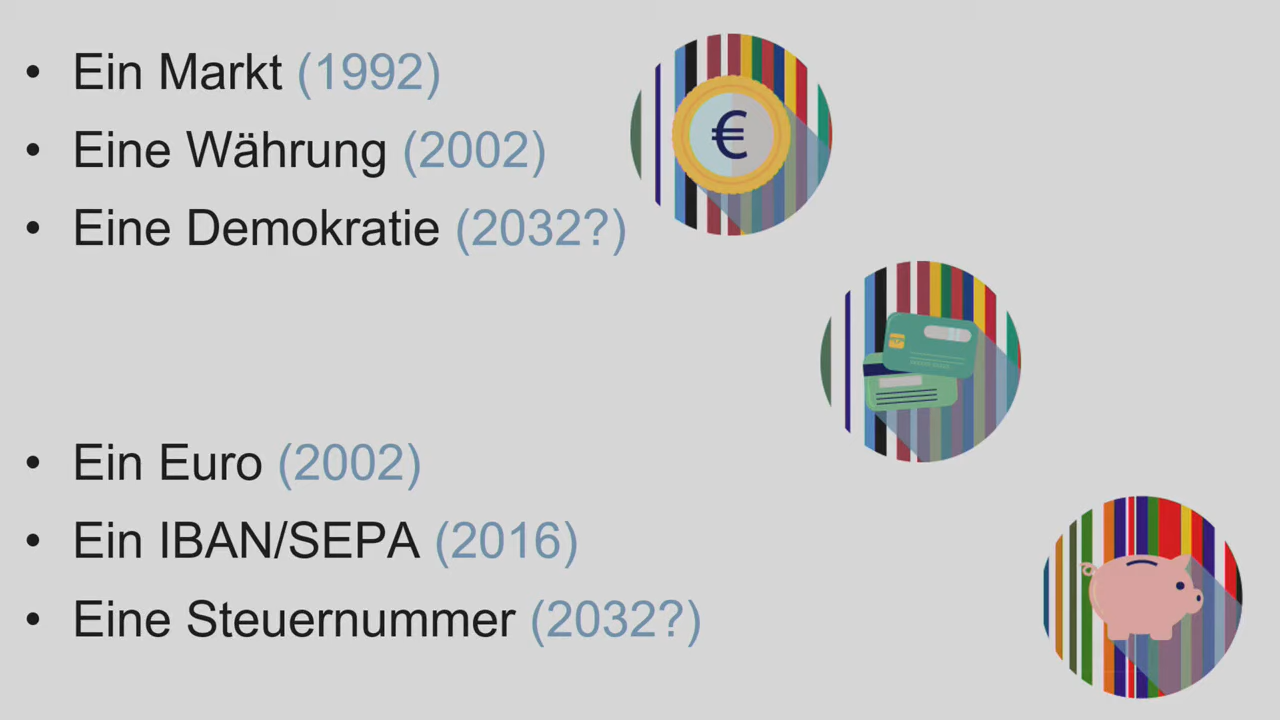 • Ein Markt (1992)
• Eine Währung (2002)
• Eine Demokratie (2032?)
€
• Ein Euro (2002)
• Ein IBAN/SEPA (2016)
• Eine Steuernummer (2032?)